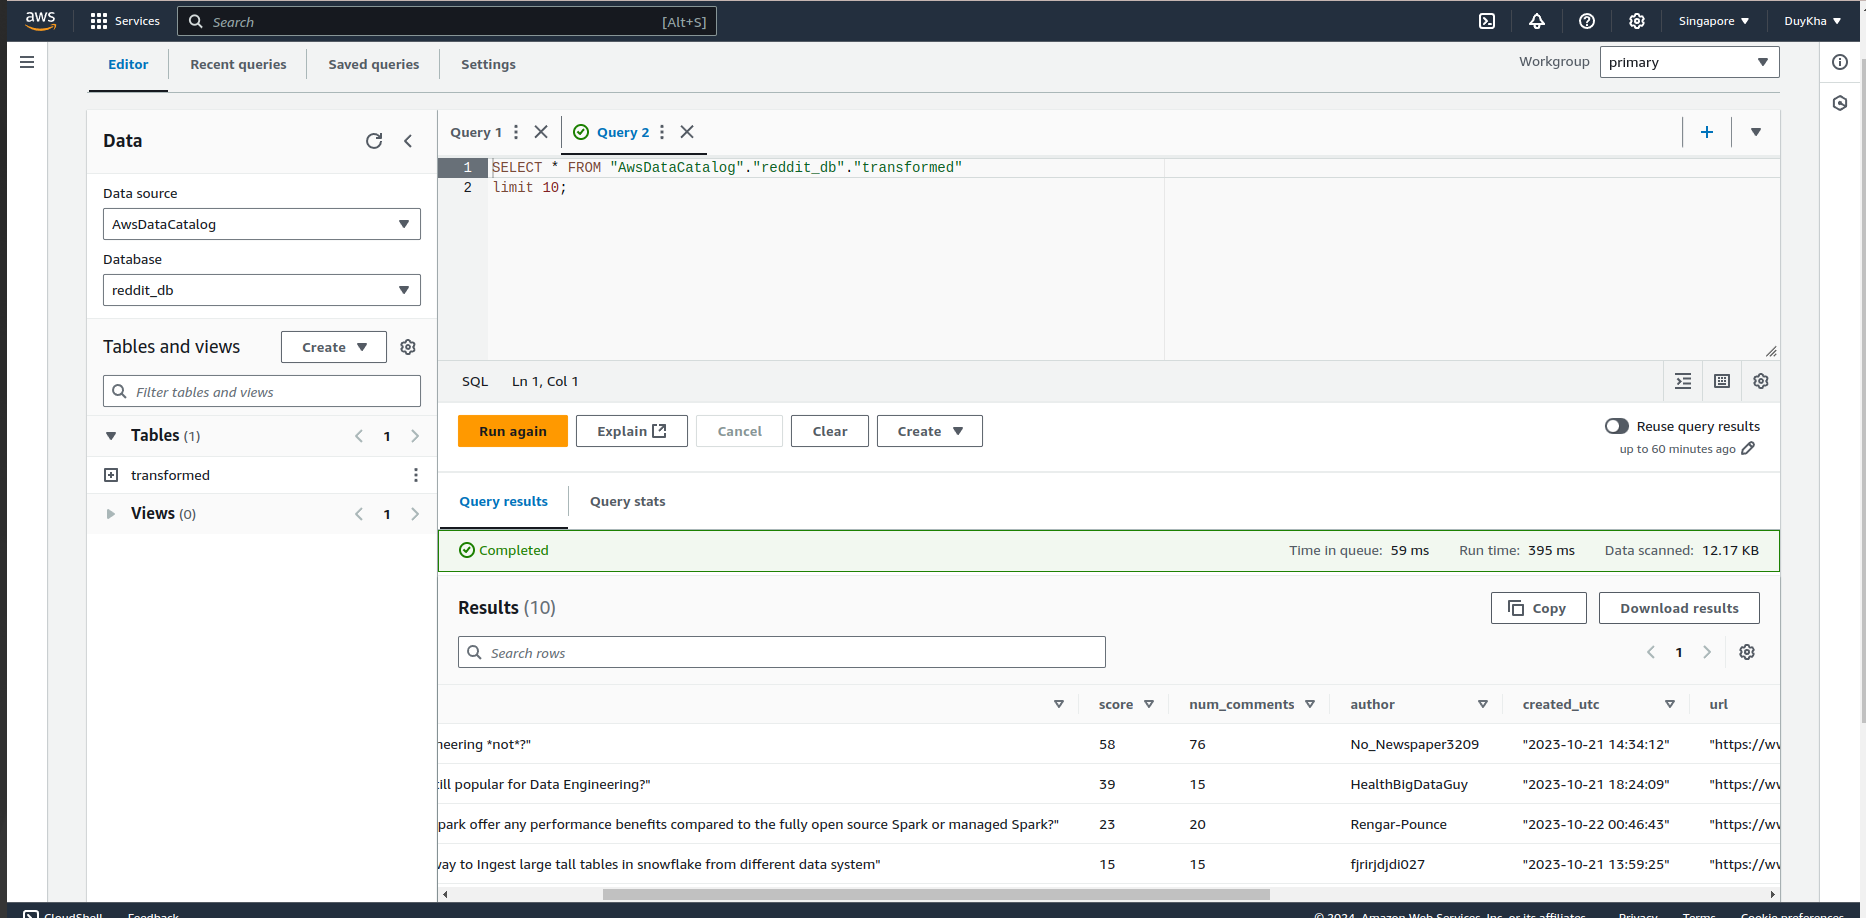 aws Services Search [Alt+S] Singapore DuyKha
Editor Recent queries Saved queries Settings Workgroup primary
Data
Data source
AwsDataCatalog
Database
reddit_db
Tables and views Create
Filter tables and views
Tables (1) 1
transformed
Views (0) 1
Query 1 Query 2
1 SELECT * FROM "AwsDataCatalog"."reddit_db"."transformed"
2 limit 10;
SQL Ln 1, Col 1
Run again Explain Cancel Clear Create Reuse query results
up to 60 minutes ago
Query results Query stats
Completed Time in queue: 59 ms Run time: 395 ms Data scanned: 12.17 KB
Results (10) Copy Download results
Search rows 1
score num_comments author created_utc url
neering *not*?" 58 76 No_Newspaper3209 "2023-10-21 14:34:12" "https://w
till popular for Data Engineering?" 39 15 HealthBigDataGuy "2023-10-21 18:24:09" "https://w
park offer any performance benefits compared to the fully open source Spark or managed Spark?" 23 20 Rengar-Pounce "2023-10-22 00:46:43" "https://w
way to Ingest large tall tables in snowflake from different data system" 15 15 fjrirjdjdi027 "2023-10-21 13:59:25" "https://w
CloudShell Feedback © 2024, Amazon Web Services, Inc. or its affiliates. Privacy Terms Cookie preferences